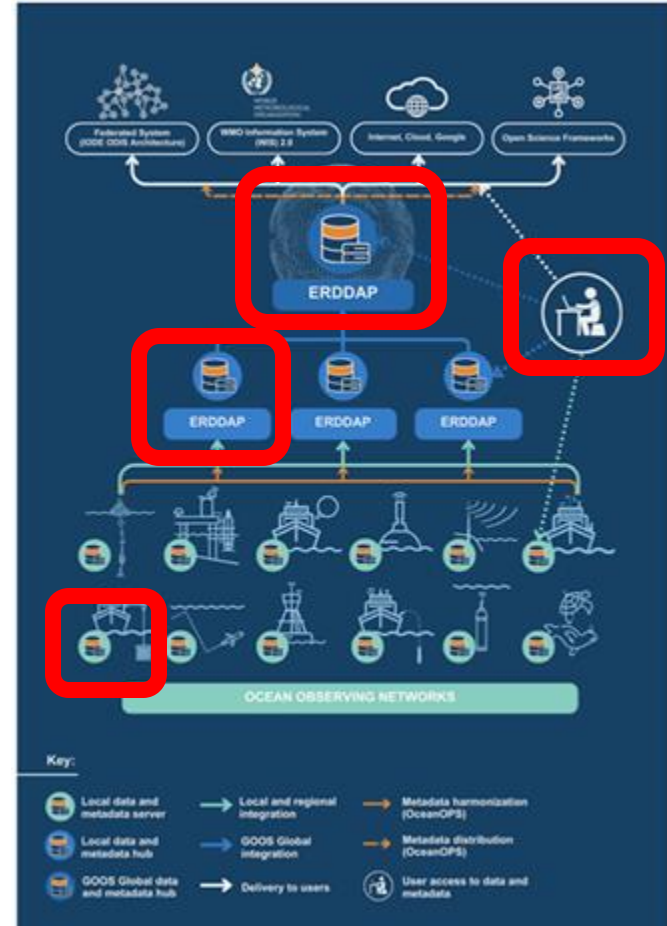 WORLD
METEOROLOGICAL
ORGANIZATION
Federated System
(IODE ODIS Architecture)
WMO Information System
(WIS) 2.0
Internet, Cloud, Google
Open Science Frameworks
ERDDAP
ERDDAP
ERDDAP
ERDDAP
OCEAN OBSERVING NETWORKS
Key:
Local data and
metadata server
Local and regional
integration
Metadata harmonization
(OceanOPS)
Local data and
metadata hub
GOOS Global
integration
Metadata distribution
(OceanOPS)
GOOS Global data
and metadata hub
Delivery to users
User access to data and
metadata